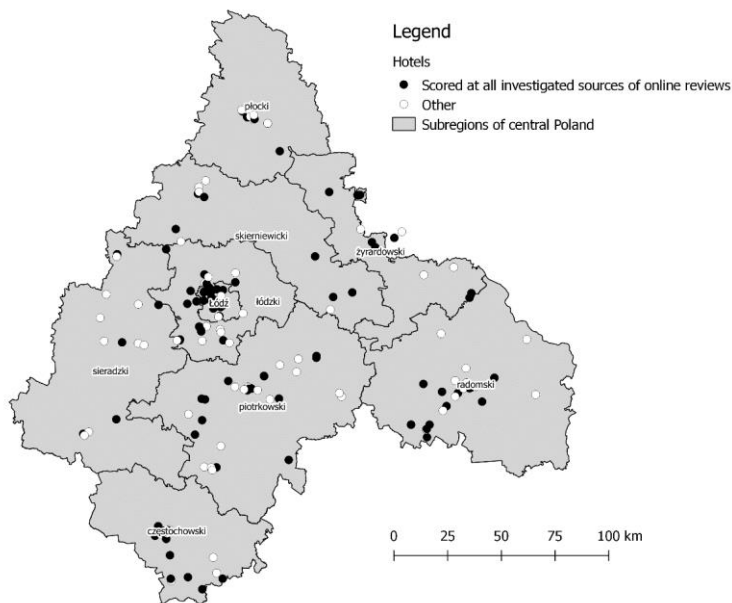 Legend
Hotels
Scored at all investigated sources of online reviews
Other
Subregions of central Poland
płocki
skierniewicki
żyrardowski
Łódź
łódzki
sieradzki
radomski
piotrkowski
częstochowski
0 25 50 75 100 km